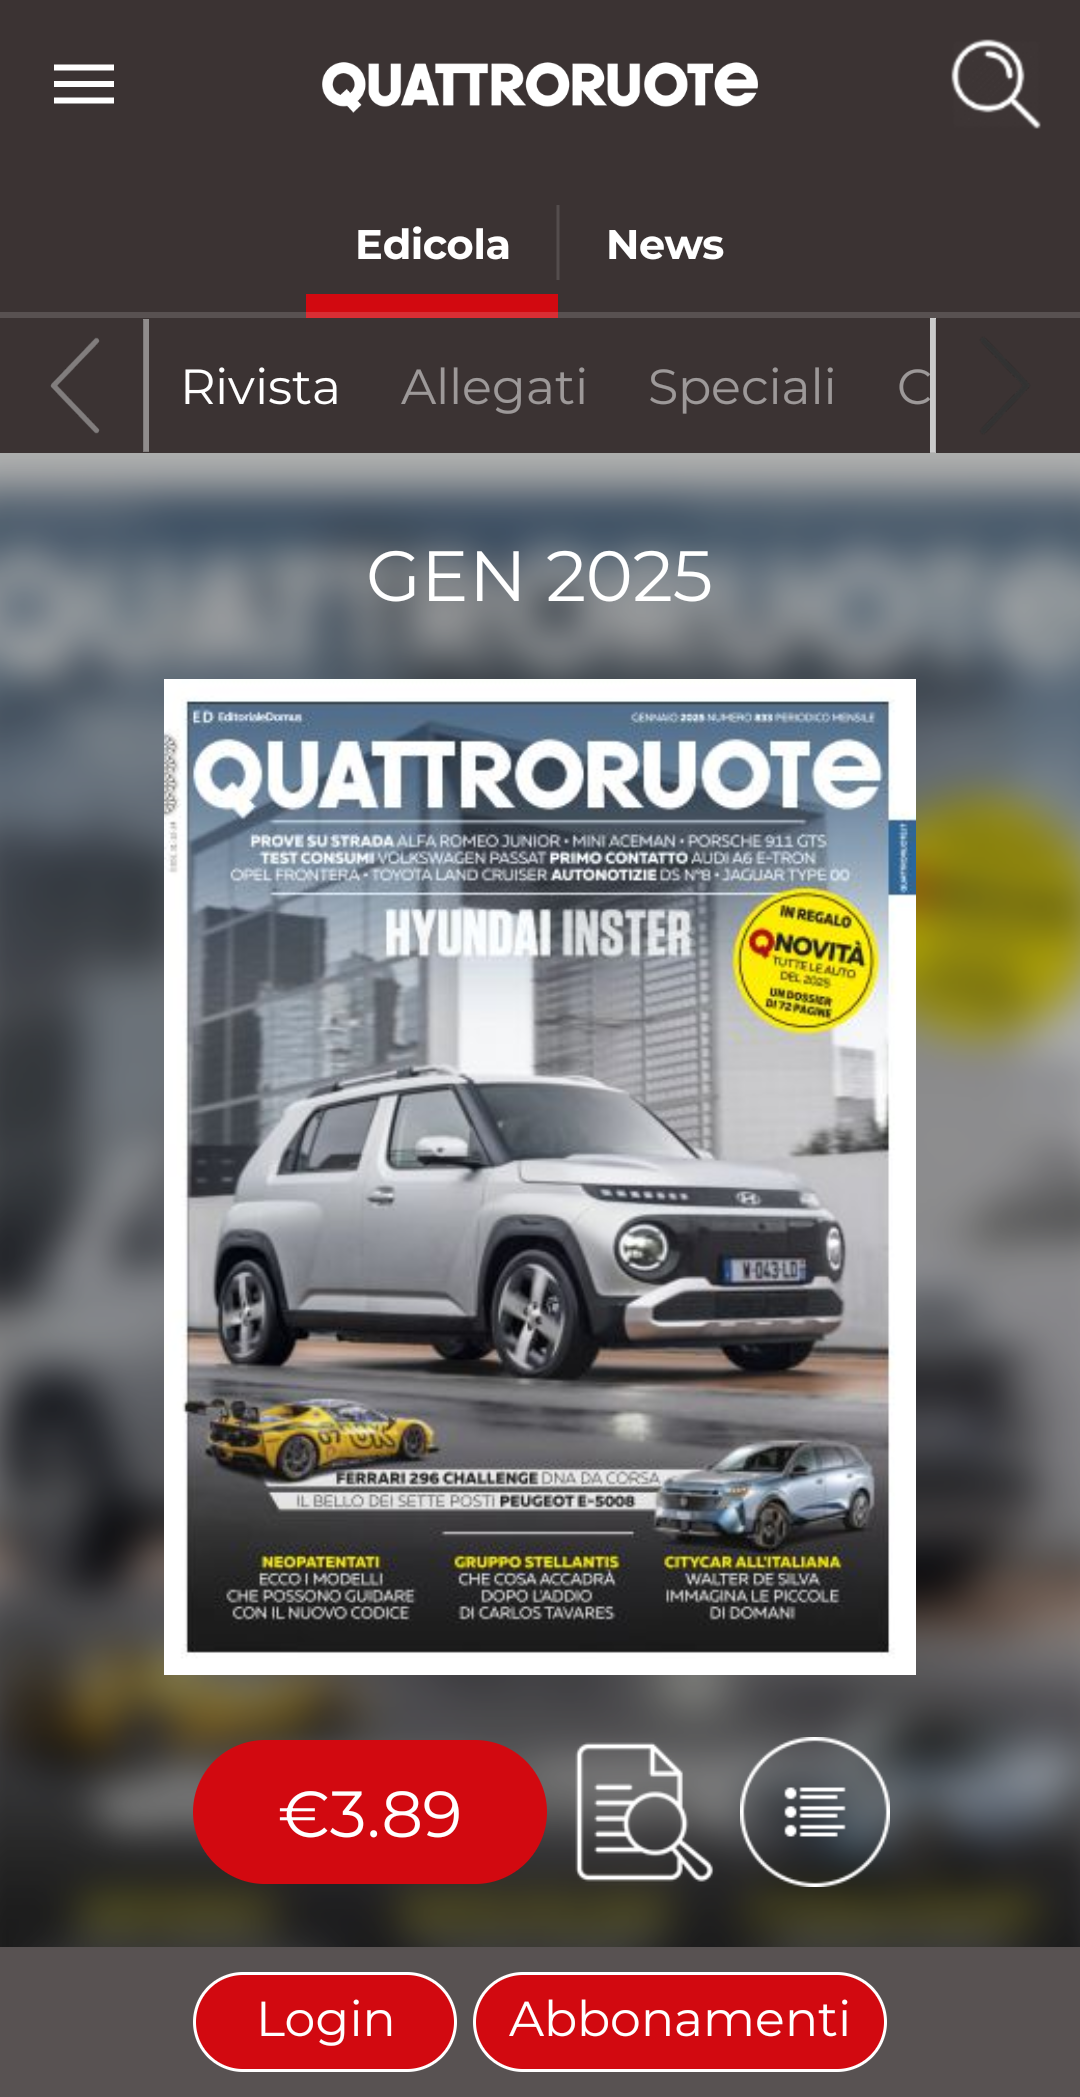 QUATTRORUOTe
Edicola
News
Rivista
Allegati
Speciali
C
GEN 2025
ED EditorialeDomus
GENNAIO 2025 NUMERO 833 PERIODICO MENSILE
QUATTRORUOTe
PROVE SU STRADA ALFA ROMEO JUNIOR • MINI ACEMAN • PORSCHE 911 GTS
TEST CONSUMI VOLKSWAGEN PASSAT PRIMO CONTATTO AUDI A6 E-TRON
OPEL FRONTERA • TOYOTA LAND CRUISER AUTONOTIZIE DS N°8 • JAGUAR TYPE 00
QUATTRORUOTE.IT
HYUNDAI INSTER
IN REGALO
QNOVITÀ
TUTTE LE AUTO
DEL 2025
UN DOSSIER
DI 72 PAGINE
W-043-LD
FERRARI 296 CHALLENGE DNA DA CORSA
IL BELLO DEI SETTE POSTI PEUGEOT E-5008
NEOPATENTATI
ECCO I MODELLI
CHE POSSONO GUIDARE
CON IL NUOVO CODICE
GRUPPO STELLANTIS
CHE COSA ACCADRÀ
DOPO L'ADDIO
DI CARLOS TAVARES
CITYCAR ALL'ITALIANA
WALTER DE SILVA
IMMAGINA LE PICCOLE
DI DOMANI
€3.89
Login
Abbonamenti